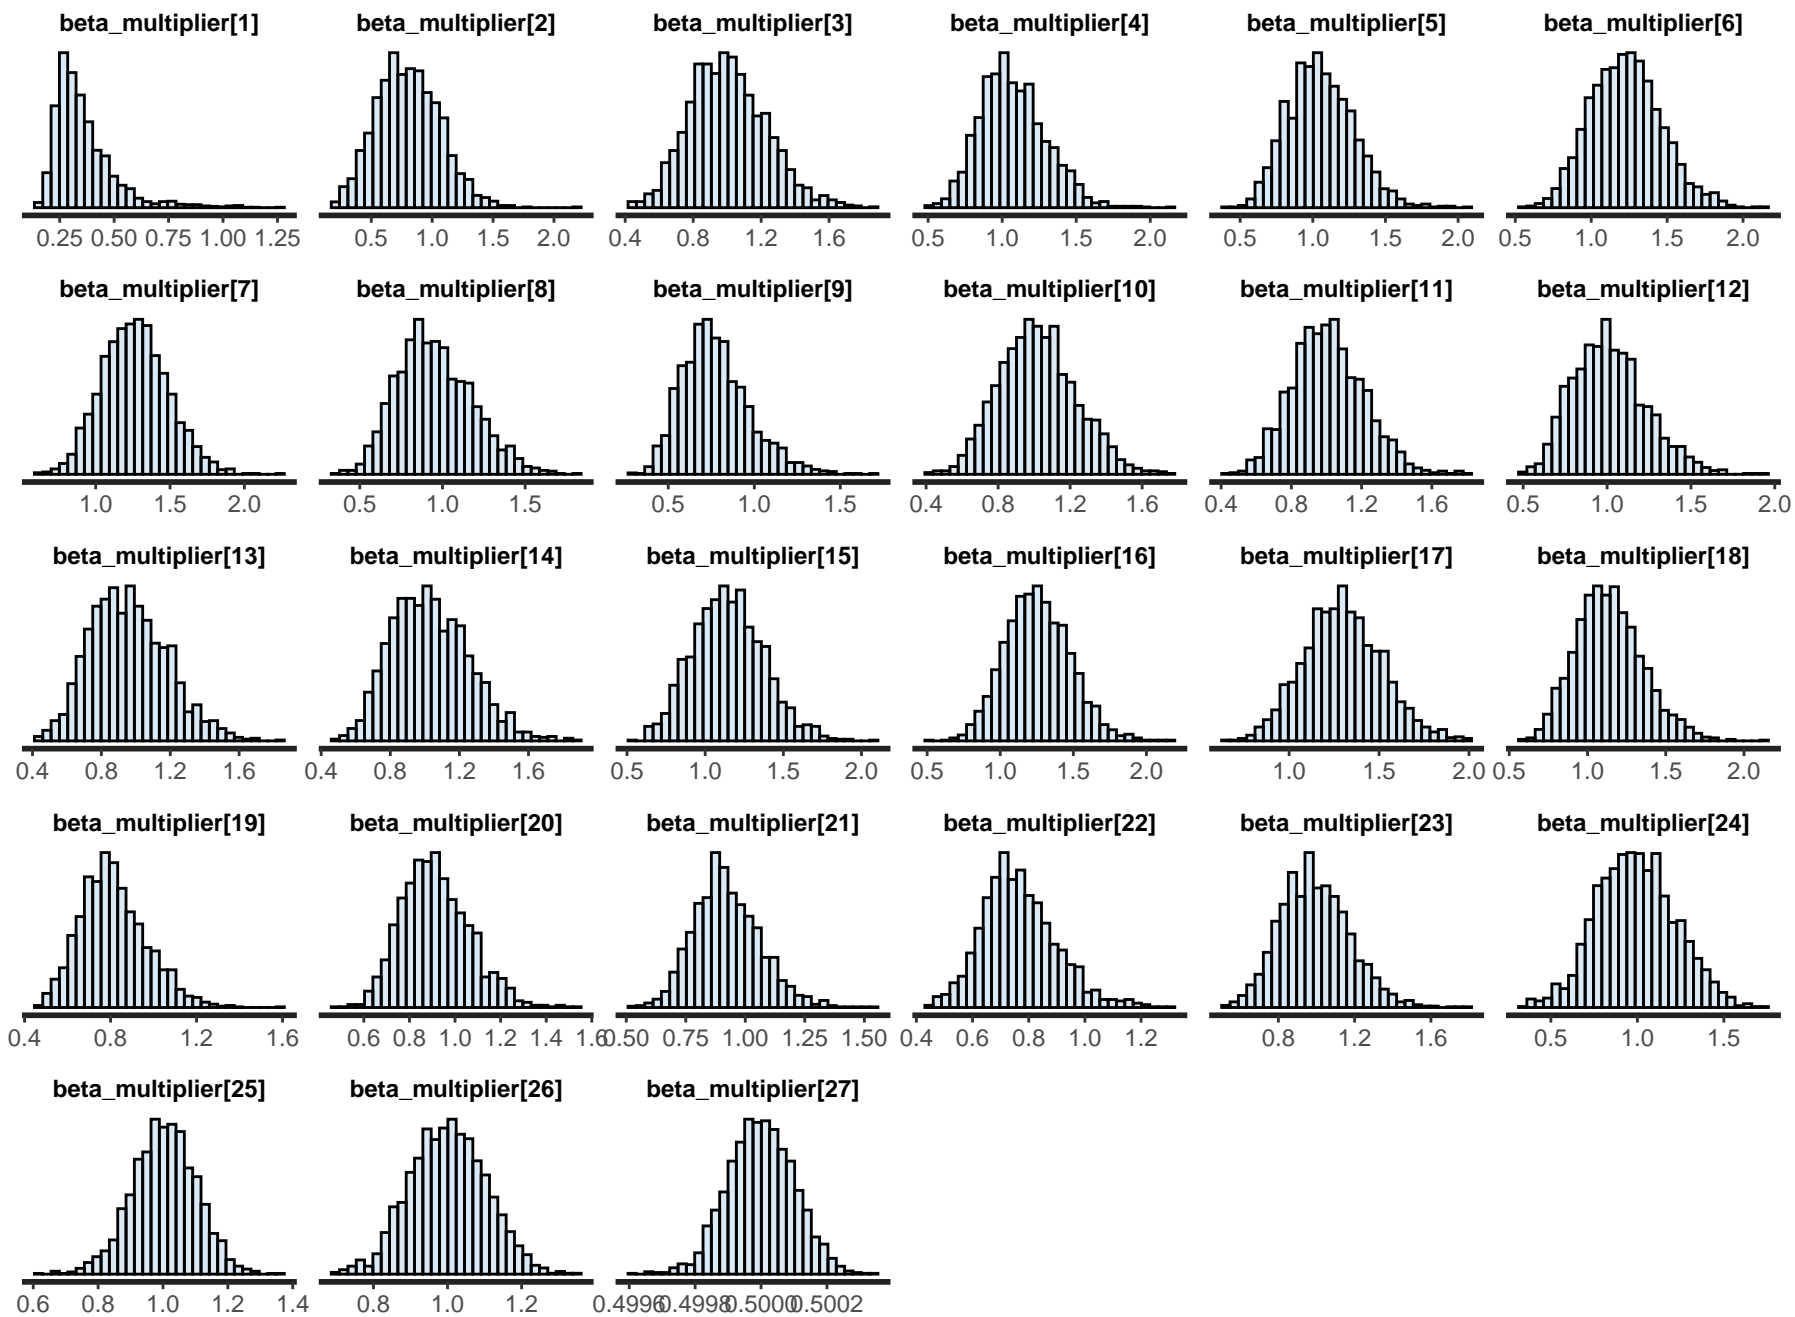 beta_multiplier[1] beta_multiplier[2] beta_multiplier[3] beta_multiplier[4] beta_multiplier[5] beta_multiplier[6]
0.25 0.50 0.75 1.00 1.25 0.5 1.0 1.5 2.0 0.4 0.8 1.2 1.6 0.5 1.0 1.5 2.0 0.5 1.0 1.5 2.0 0.5 1.0 1.5 2.0
beta_multiplier[7] beta_multiplier[8] beta_multiplier[9] beta_multiplier[10] beta_multiplier[11] beta_multiplier[12]
1.0 1.5 2.0 0.5 1.0 1.5 0.5 1.0 1.5 0.4 0.8 1.2 1.6 0.4 0.8 1.2 1.6 0.5 1.0 1.5 2.0
beta_multiplier[13] beta_multiplier[14] beta_multiplier[15] beta_multiplier[16] beta_multiplier[17] beta_multiplier[18]
0.4 0.8 1.2 1.6 0.4 0.8 1.2 1.6 0.5 1.0 1.5 2.0 0.5 1.0 1.5 2.0 1.0 1.5 2.0 0.5 1.0 1.5 2.0
beta_multiplier[19] beta_multiplier[20] beta_multiplier[21] beta_multiplier[22] beta_multiplier[23] beta_multiplier[24]
0.4 0.8 1.2 1.6 0.6 0.8 1.0 1.2 1.4 1.6 0.50 0.75 1.00 1.50 0.4 0.6 0.8 1.0 1.2 0.8 1.2 1.6 0.5 1.0 1.5
beta_multiplier[25] beta_multiplier[26] beta_multiplier[27]
0.6 0.8 1.0 1.2 1.4 0.8 1.0 1.2 0.4996 0.4998 0.5000 0.5002